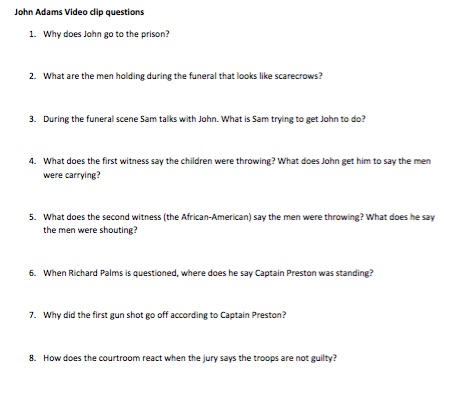 John Adams Video clip questions
1. Why does John go to the prison?
2. What are the men holding during the funeral that looks like scarecrows?
3. During the funeral scene Sam talks with John. What is Sam trying to get John to do?
4. What does the first witness say the children were throwing? What does John get him to say the men
were carrying?
5. What does the second witness (the African-American) say the men were throwing? What does he say
the men were shouting?
6. When Richard Palms is questioned, where does he say Captain Preston was standing?
7. Why did the first gun shot go off according to Captain Preston?
8. How does the courtroom react when the jury says the troops are not guilty?